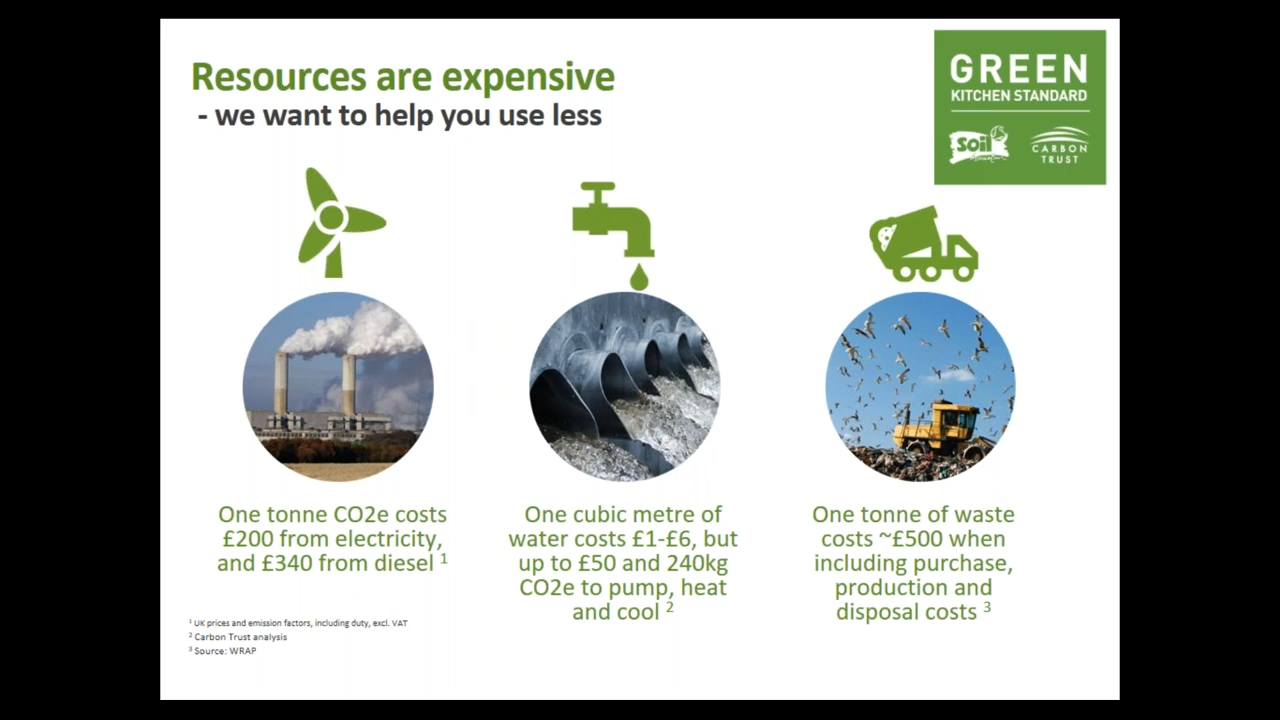 Resources are expensive
- we want to help you use less
GREEN
KITCHEN STANDARD
Soil
CARBON
TRUST
One tonne CO2e costs
£200 from electricity,
and £340 from diesel ¹
One cubic metre of
water costs £1-£6, but
up to £50 and 240kg
CO2e to pump, heat
and cool ²
One tonne of waste
costs ~£500 when
including purchase,
production and
disposal costs ³
¹ UK prices and emission factors, including duty, excl. VAT
² Carbon Trust analysis
³ Source: WRAP